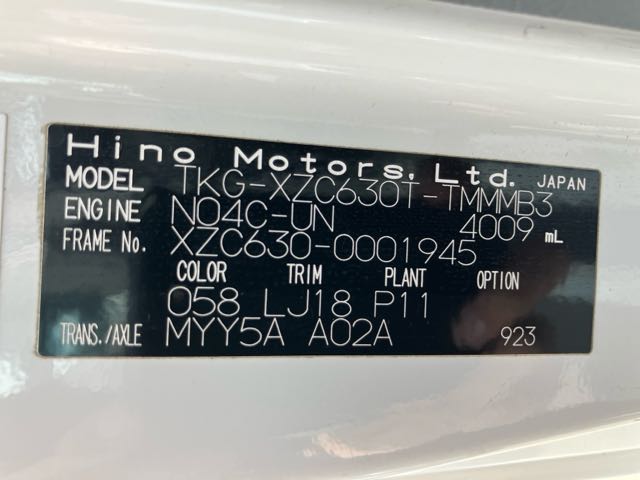 Hino Motors, Ltd. JAPAN
MODEL TKG-XZC630T-TMMMB3
ENGINE N04C-UN 4009 mL
FRAME No. XZC630-0001945
COLOR TRIM PLANT OPTION
058 LJ18 P11
TRANS./AXLE MYY5A A02A 923